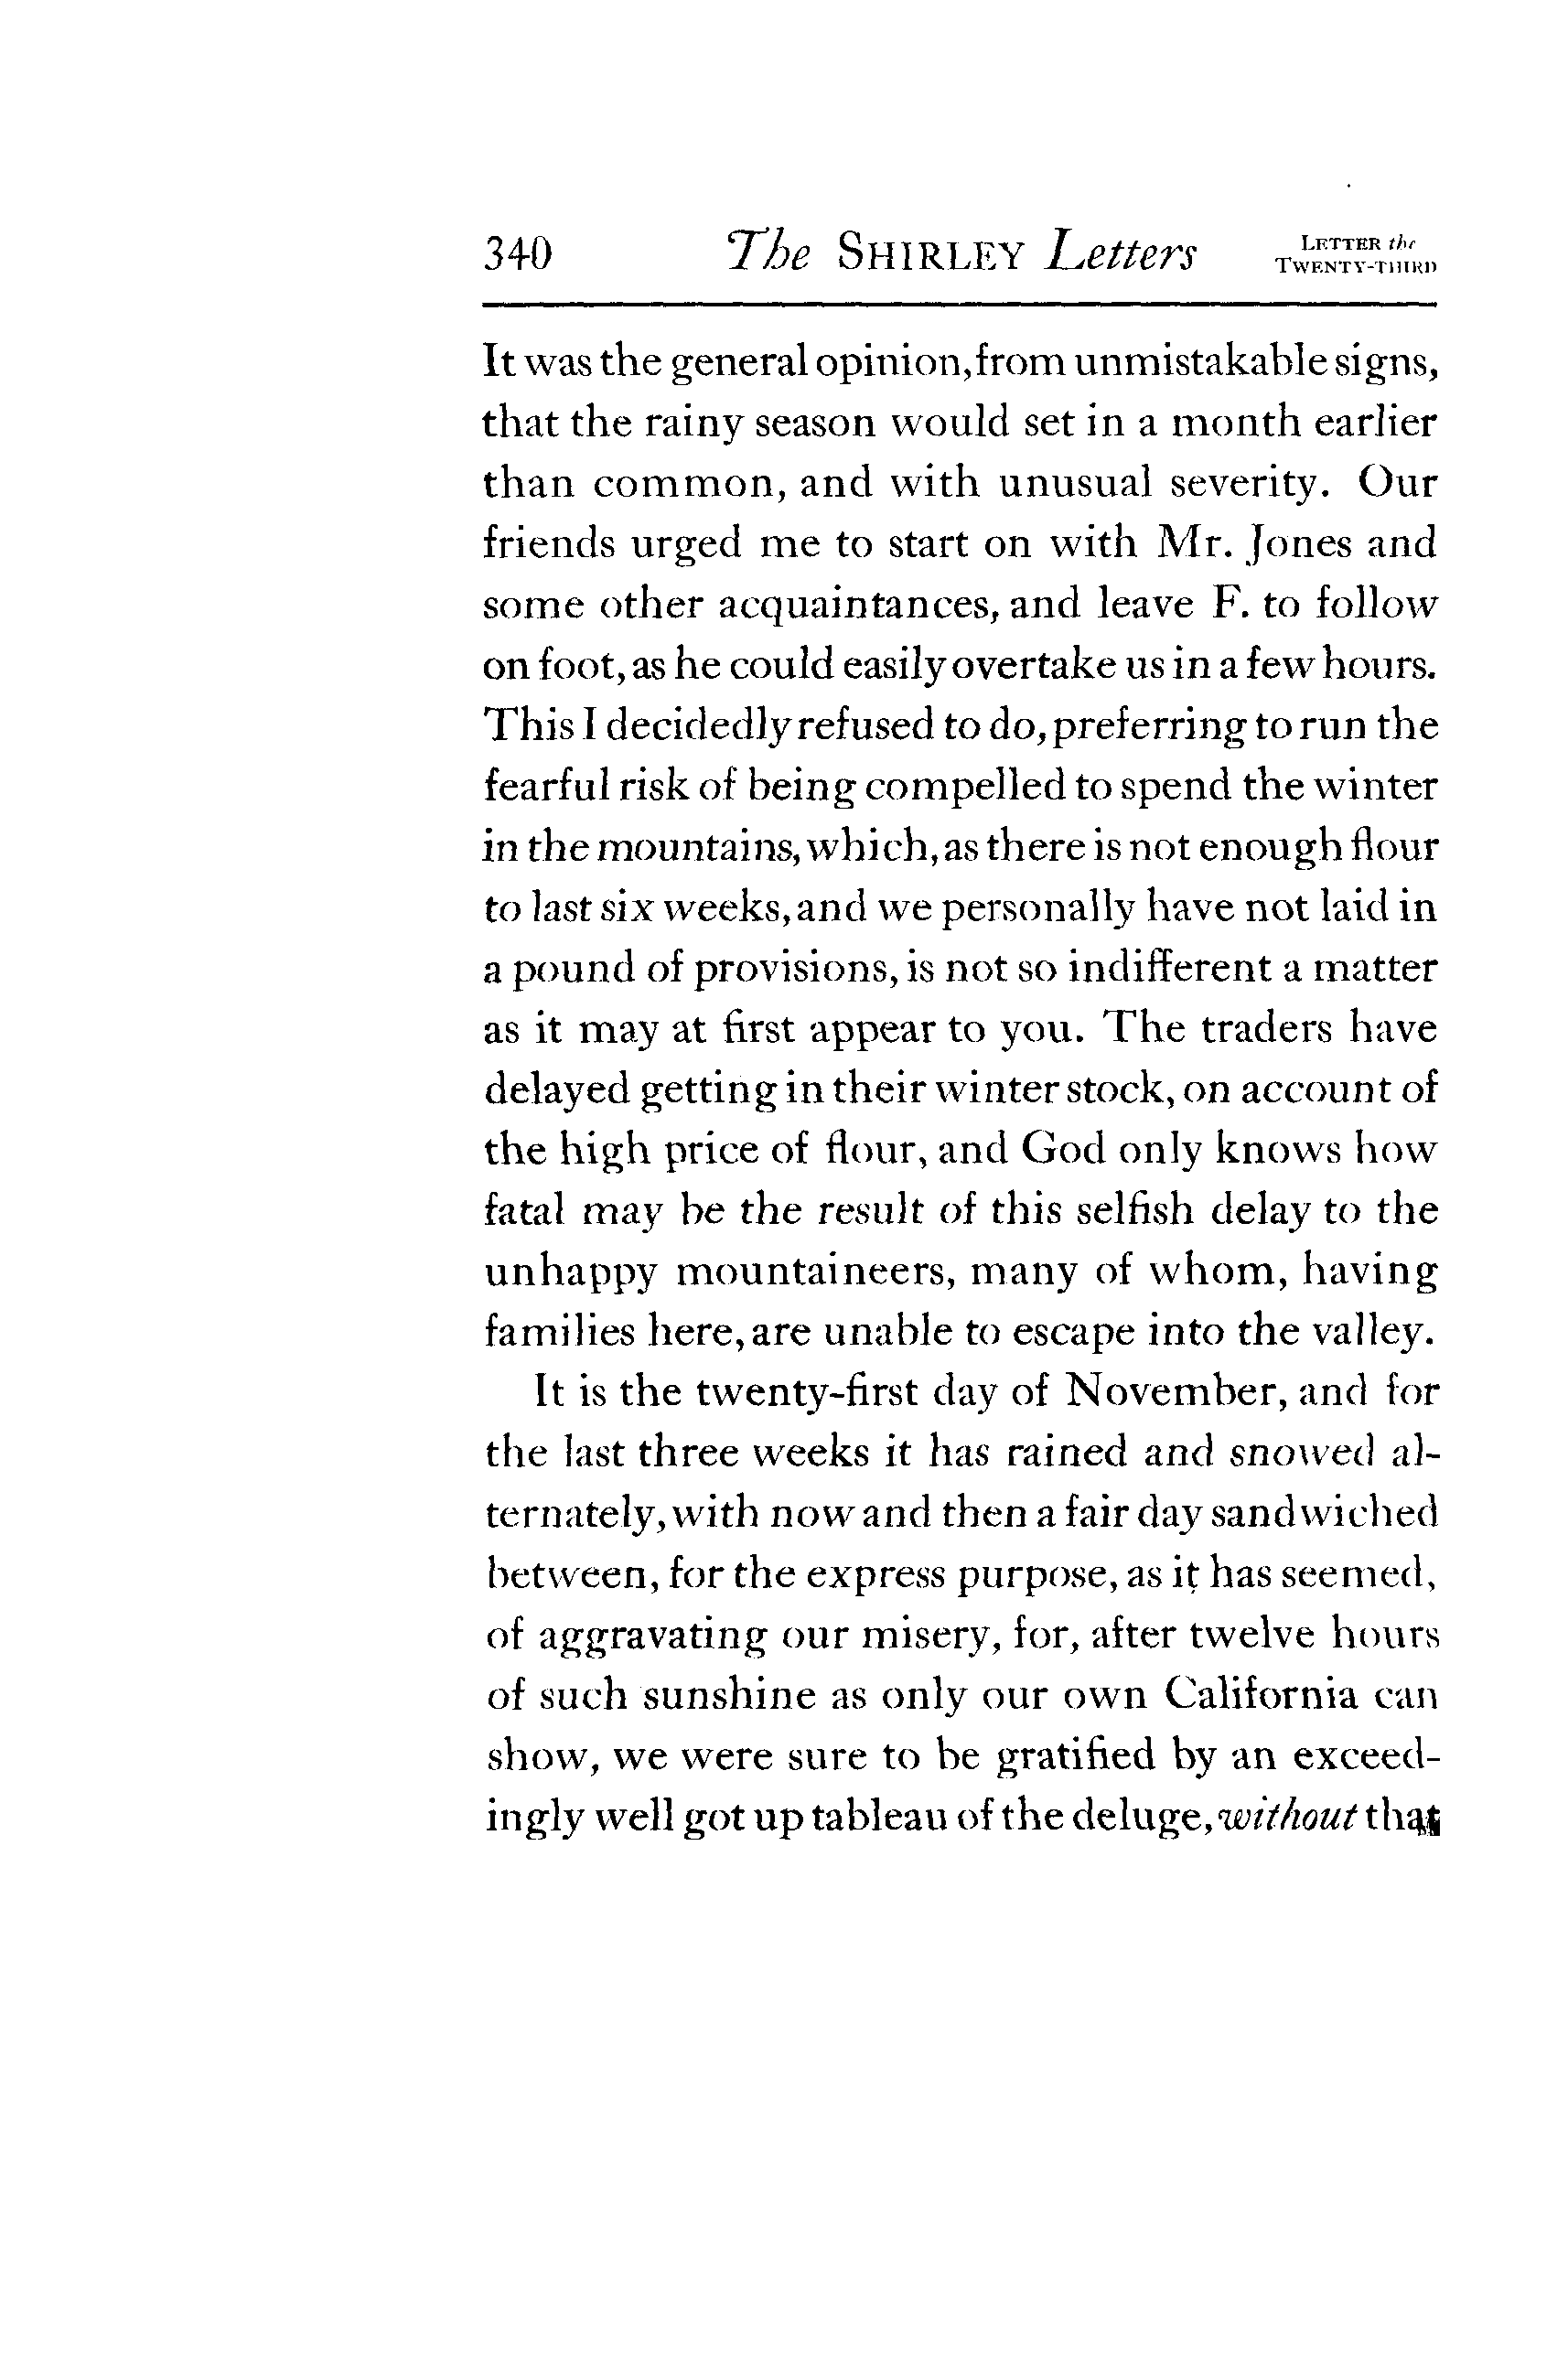 340 The SHIRLEY Letters LETTER the TWENTY-THIRD
It was the general opinion, from unmistakable signs,
that the rainy season would set in a month earlier
than common, and with unusual severity. Our
friends urged me to start on with Mr. Jones and
some other acquaintances, and leave F. to follow
on foot, as he could easily overtake us in a few hours.
This I decidedly refused to do, preferring to run the
fearful risk of being compelled to spend the winter
in the mountains, which, as there is not enough flour
to last six weeks, and we personally have not laid in
a pound of provisions, is not so indifferent a matter
as it may at first appear to you. The traders have
delayed getting in their winter stock, on account of
the high price of flour, and God only knows how
fatal may be the result of this selfish delay to the
unhappy mountaineers, many of whom, having
families here, are unable to escape into the valley.
It is the twenty-first day of November, and for
the last three weeks it has rained and snowed al-
ternately, with now and then a fair day sandwiched
between, for the express purpose, as it has seemed,
of aggravating our misery, for, after twelve hours
of such sunshine as only our own California can
show, we were sure to be gratified by an exceed-
ingly well got up tableau of the deluge, without that